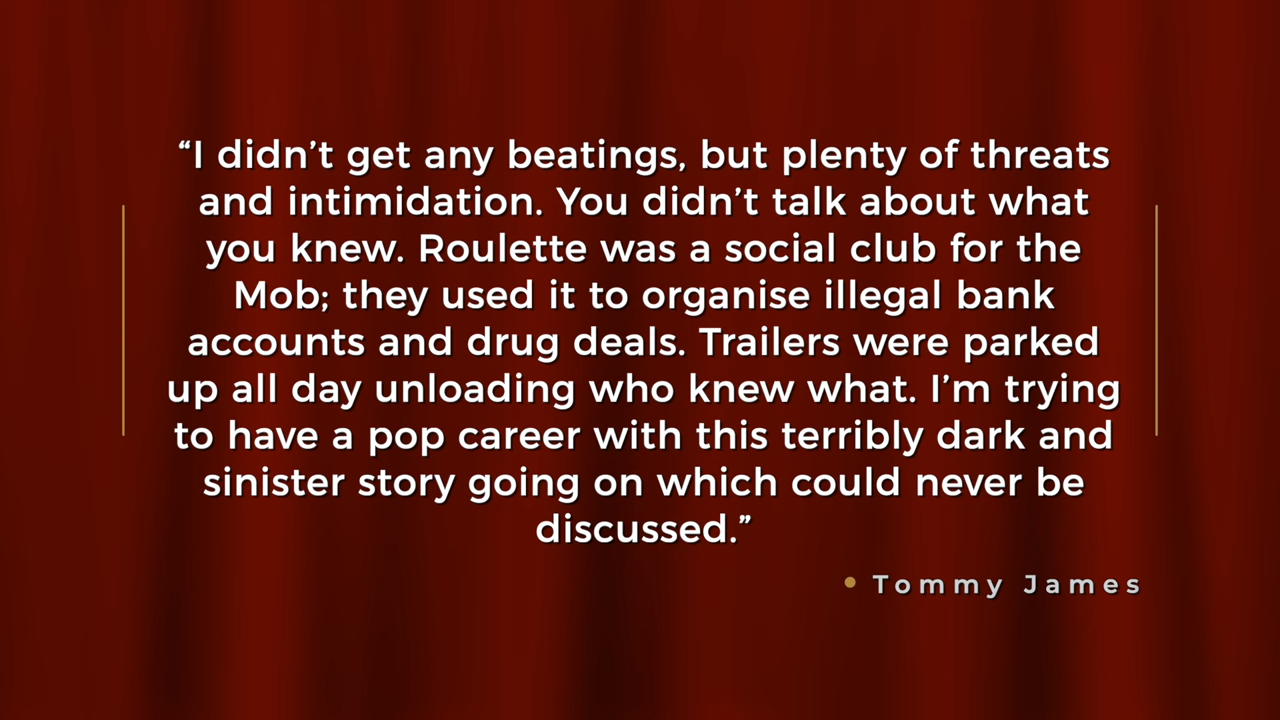 “I didn’t get any beatings, but plenty of threats
and intimidation. You didn’t talk about what
you knew. Roulette was a social club for the
Mob; they used it to organise illegal bank
accounts and drug deals. Trailers were parked
up all day unloading who knew what. I’m trying
to have a pop career with this terribly dark and
sinister story going on which could never be
discussed.”
• Tommy James